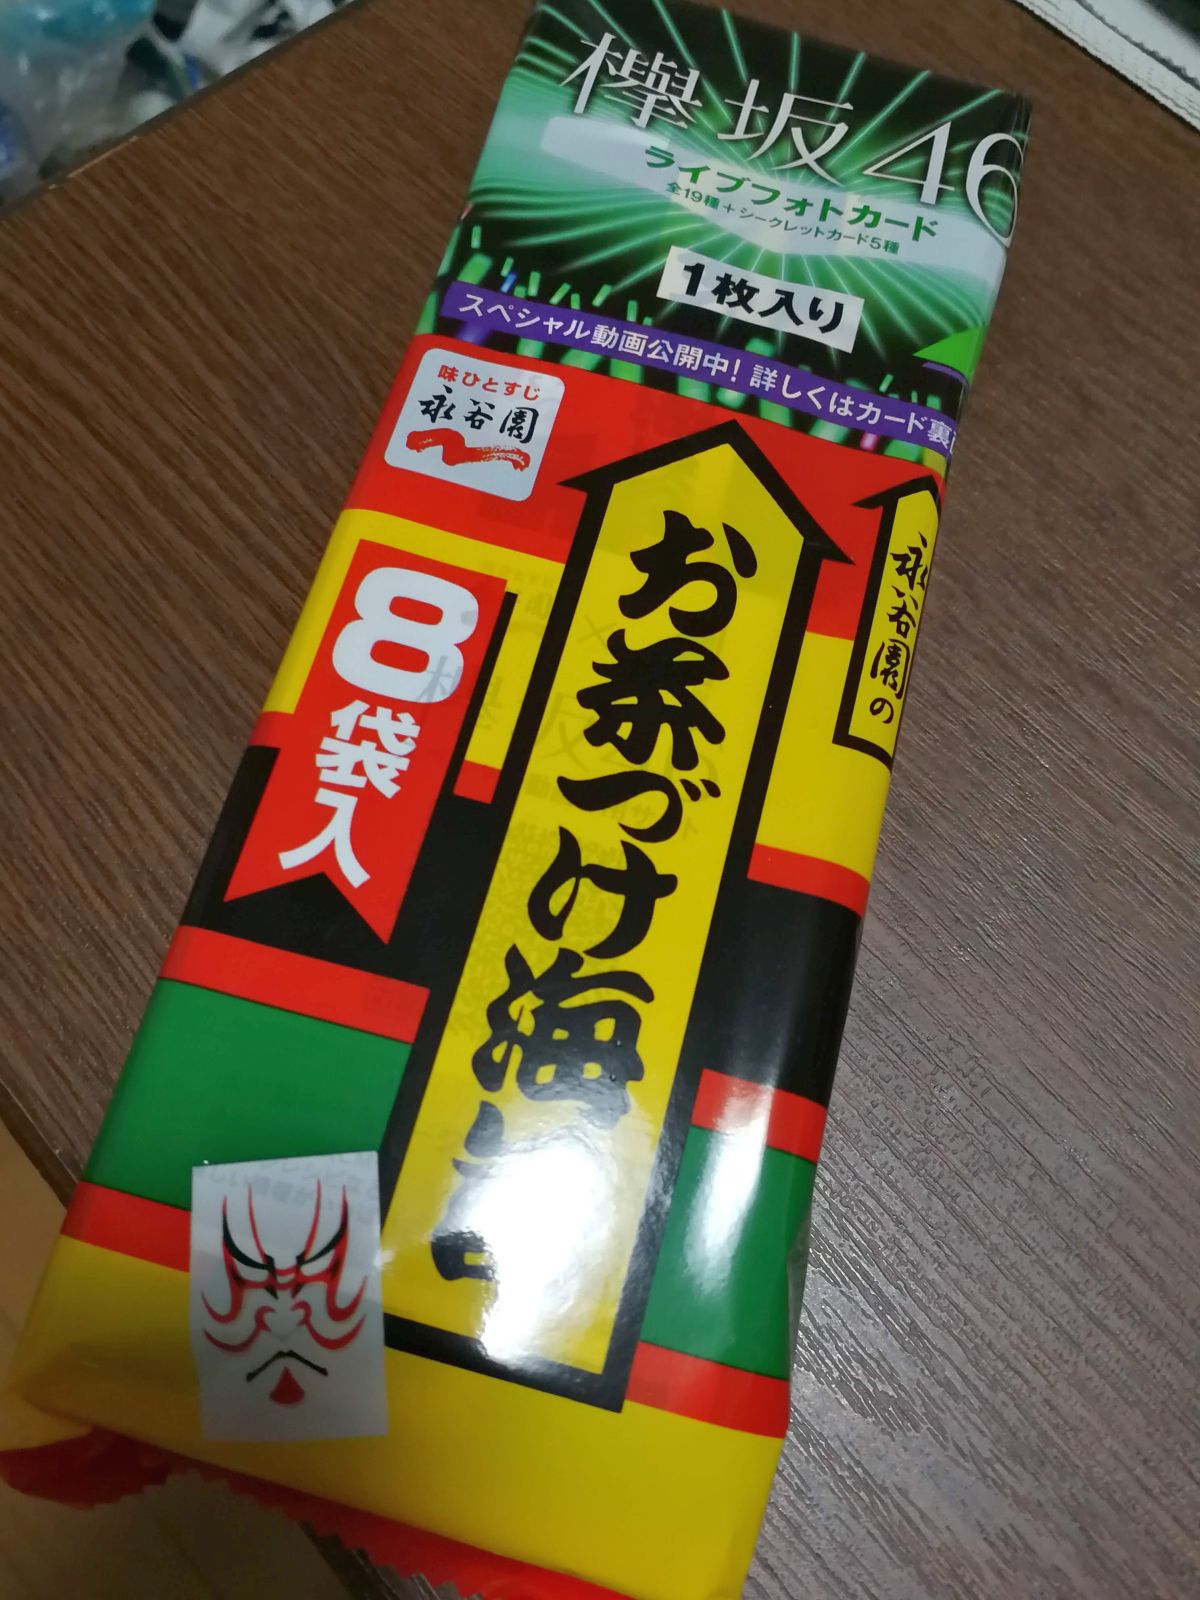 欅坂46
ライブフォトカード
全19種+シークレットカード5種
1枚入り
スペシャル動画公開中!詳しくはカード裏
味ひとすじ
永谷園
お茶づけ海苔
永谷園の
8袋入